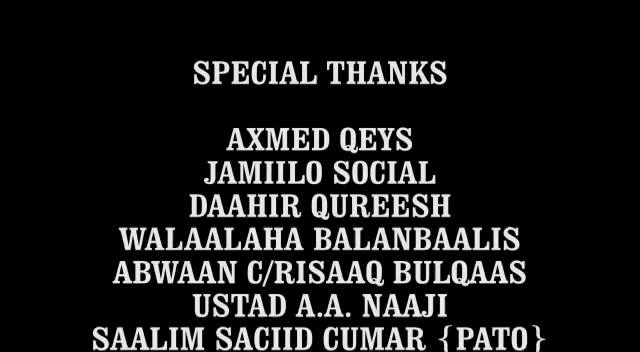 SPECIAL THANKS
AXMED QEYS
JAMIILO SOCIAL
DAAHIR QUREESH
WALAALAHA BALANBAALIS
ABWAAN C/RISAAQ BULQAAS
USTAD A.A. NAAJI
SAALIM SACIID CUMAR {PATO}